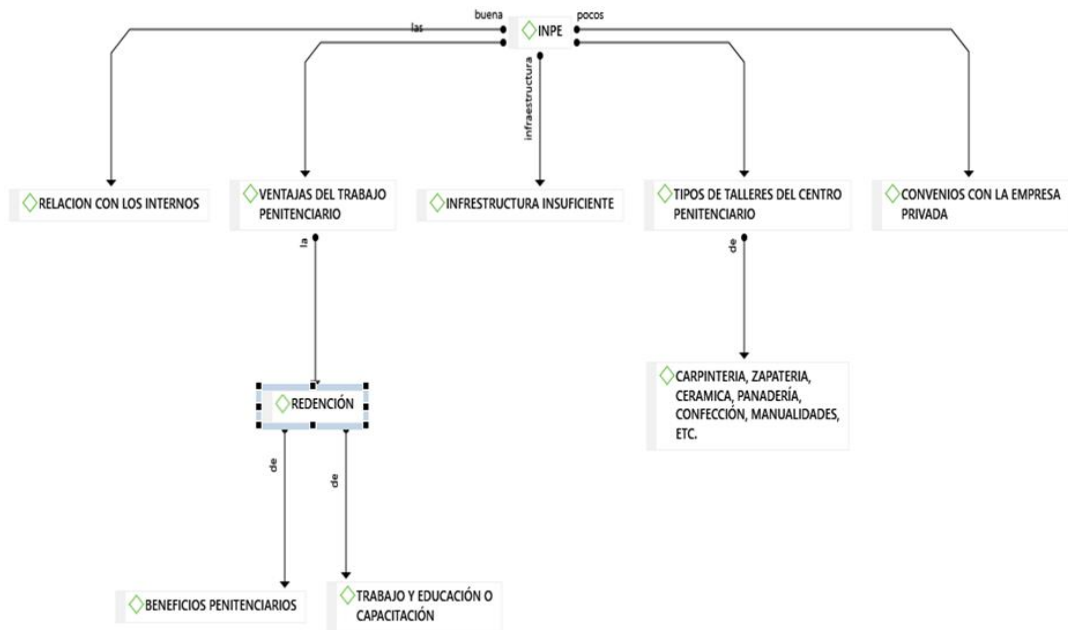 buena
INPE
pocos
las
infraestructura
RELACION CON LOS INTERNOS
VENTAJAS DEL TRABAJO
PENITENCIARIO
INFRESTRUCTURA INSUFICIENTE
TIPOS DE TALLERES DEL CENTRO
PENITENCIARIO
CONVENIOS CON LA EMPRESA
PRIVADA
la
de
REDENCIÓN
CARPINTERIA, ZAPATERIA,
CERAMICA, PANADERÍA,
CONFECCIÓN, MANUALIDADES,
ETC.
de
de
BENEFICIOS PENITENCIARIOS
TRABAJO Y EDUCACIÓN O
CAPACITACIÓN